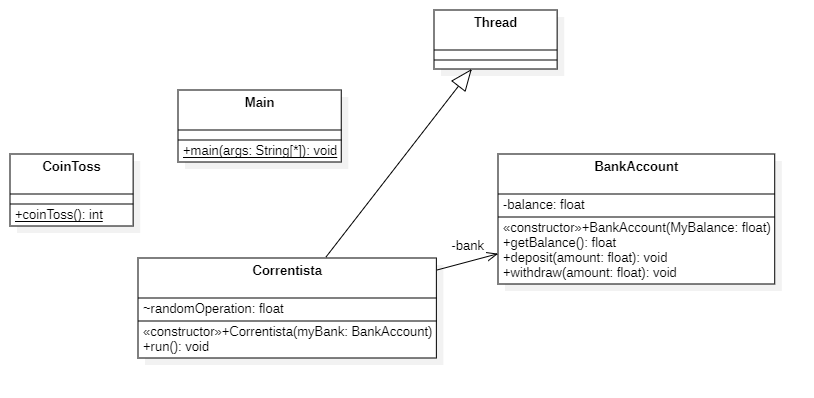 Thread
Main
+main(args: String[*]): void
CoinToss
+coinToss(): int
BankAccount
-balance: float
«constructor»+BankAccount(MyBalance: float)
+getBalance(): float
+deposit(amount: float): void
+withdraw(amount: float): void
-bank
Correntista
~randomOperation: float
«constructor»+Correntista(myBank: BankAccount)
+run(): void